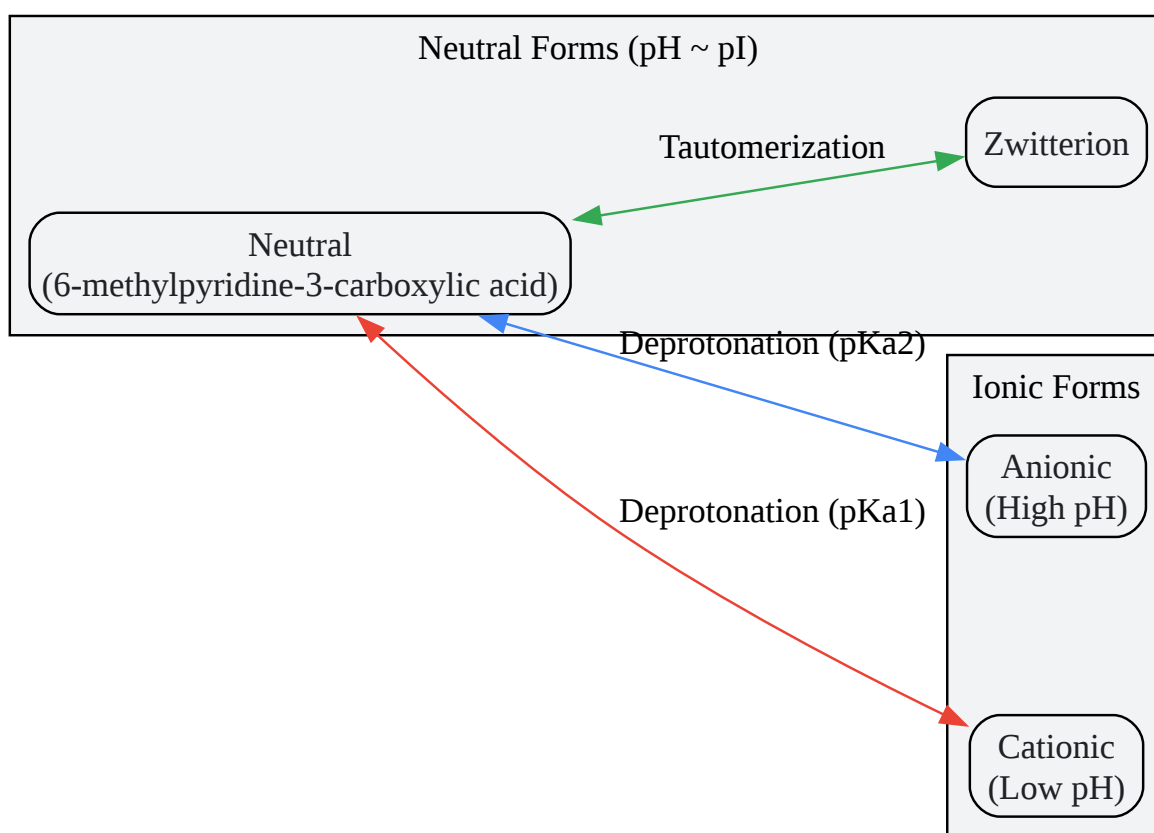 Neutral Forms (pH ~ pI)
Tautomerization
Zwitterion
Neutral
(6-methylpyridine-3-carboxylic acid)
Deprotonation (pKa2)
Ionic Forms
Anionic
(High pH)
Deprotonation (pKa1)
Cationic
(Low pH)